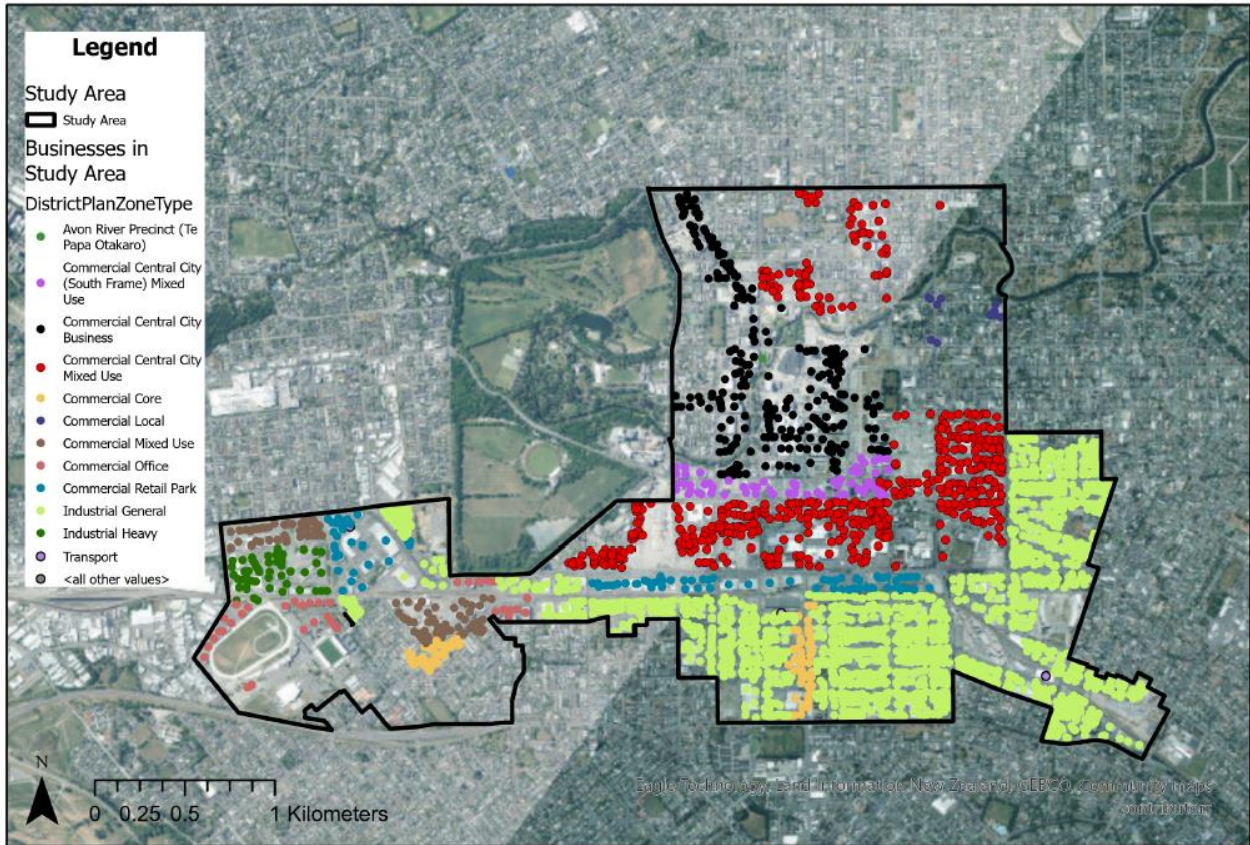 Legend
Study Area
Study Area
Businesses in
Study Area
DistrictPlanZoneType
Avon River Precinct (Te
Papa Otakaro)
Commercial Central City
(South Frame) Mixed
Use
Commercial Central City
Business
Commercial Central City
Mixed Use
Commercial Core
Commercial Local
Commercial Mixed Use
Commercial Office
Commercial Retail Park
Industrial General
Industrial Heavy
Transport
<all other values>
N
0 0.25 0.5 1 Kilometers
Eagle Technology, Land Information New Zealand, GEBCO, Community maps
contributors